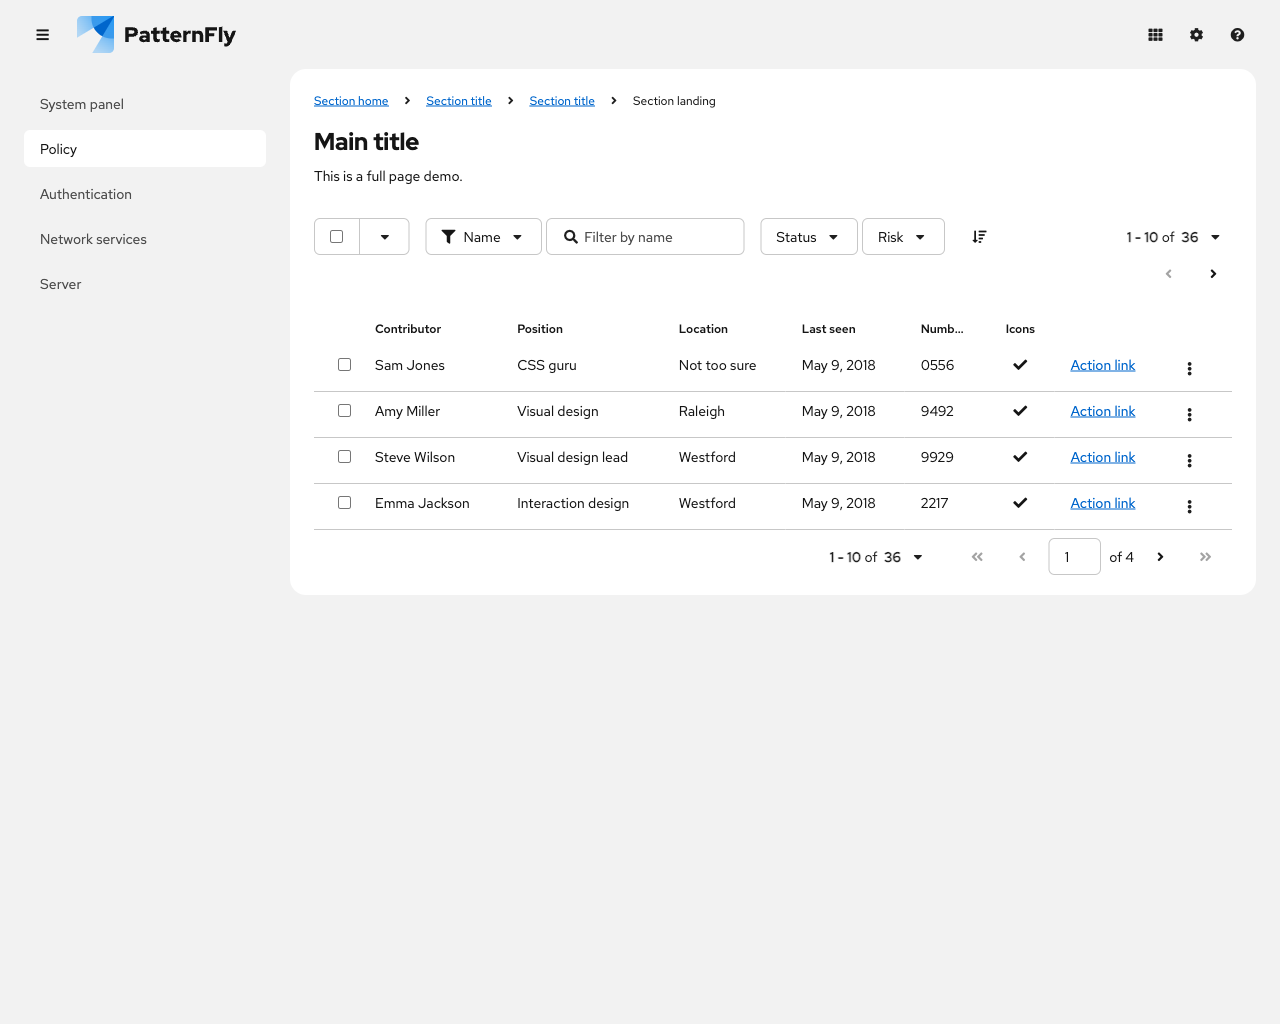 PatternFly
System panel
Policy
Authentication
Network services
Server
Section home Section title Section title Section landing
Main title
This is a full page demo.
Name Filter by name Status Risk 1 - 10 of 36
Contributor Position Location Last seen Numb... Icons
Sam Jones CSS guru Not too sure May 9, 2018 0556 Action link
Amy Miller Visual design Raleigh May 9, 2018 9492 Action link
Steve Wilson Visual design lead Westford May 9, 2018 9929 Action link
Emma Jackson Interaction design Westford May 9, 2018 2217 Action link
1 - 10 of 36 1 of 4